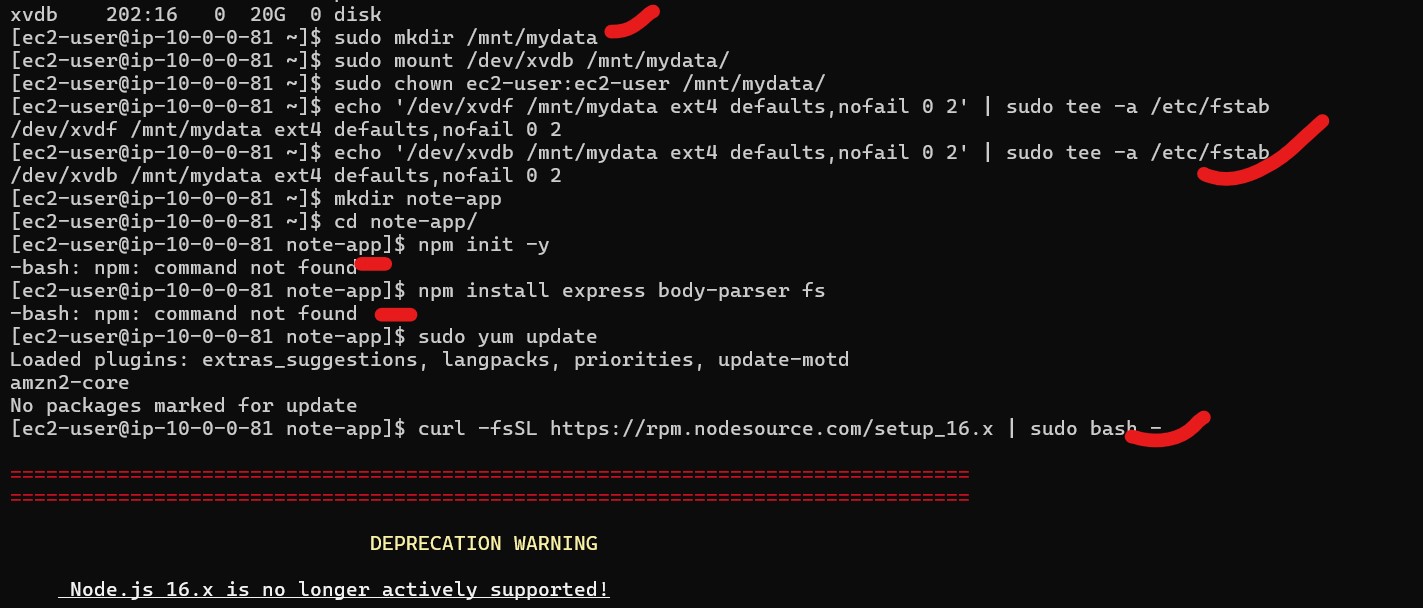 xvdb    202:16   0  20G  0 disk
[ec2-user@ip-10-0-0-81 ~]$ sudo mkdir /mnt/mydata
[ec2-user@ip-10-0-0-81 ~]$ sudo mount /dev/xvdb /mnt/mydata/
[ec2-user@ip-10-0-0-81 ~]$ sudo chown ec2-user:ec2-user /mnt/mydata/
[ec2-user@ip-10-0-0-81 ~]$ echo '/dev/xvdf /mnt/mydata ext4 defaults,nofail 0 2' | sudo tee -a /etc/fstab
/dev/xvdf /mnt/mydata ext4 defaults,nofail 0 2
[ec2-user@ip-10-0-0-81 ~]$ echo '/dev/xvdb /mnt/mydata ext4 defaults,nofail 0 2' | sudo tee -a /etc/fstab
/dev/xvdb /mnt/mydata ext4 defaults,nofail 0 2
[ec2-user@ip-10-0-0-81 ~]$ mkdir note-app
[ec2-user@ip-10-0-0-81 ~]$ cd note-app/
[ec2-user@ip-10-0-0-81 note-app]$ npm init -y
-bash: npm: command not found
[ec2-user@ip-10-0-0-81 note-app]$ npm install express body-parser fs
-bash: npm: command not found
[ec2-user@ip-10-0-0-81 note-app]$ sudo yum update
Loaded plugins: extras_suggestions, langpacks, priorities, update-motd
amzn2-core
No packages marked for update
[ec2-user@ip-10-0-0-81 note-app]$ curl -fsSL https://rpm.nodesource.com/setup_16.x | sudo bash -
================================================================================
================================================================================
DEPRECATION WARNING
Node.js 16.x is no longer actively supported!